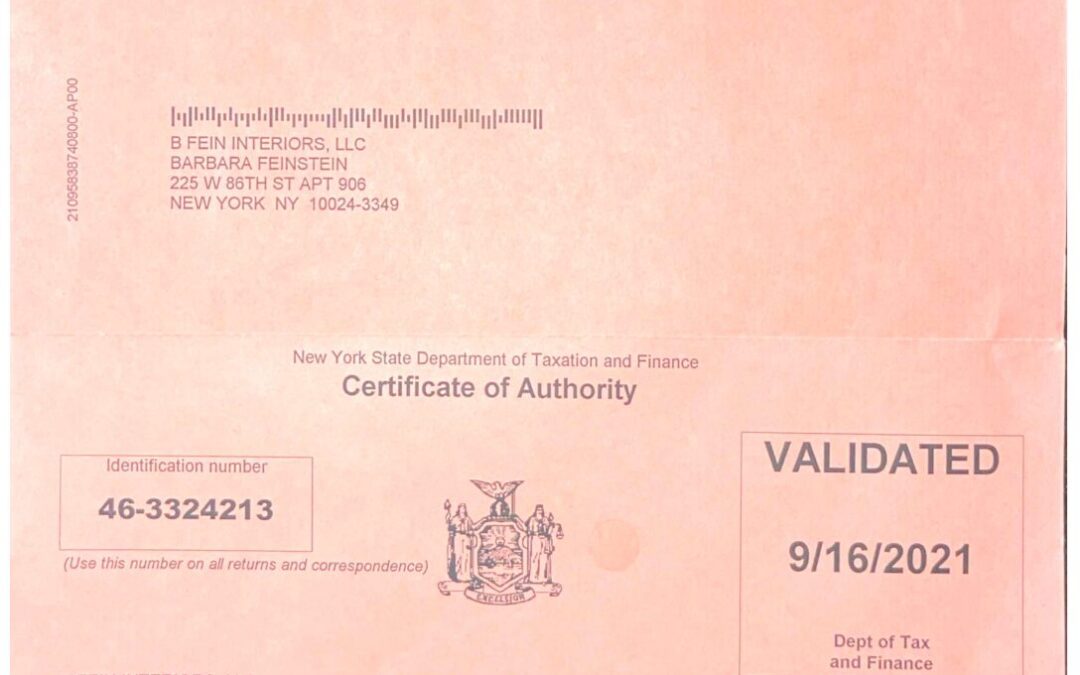 21095838740800-AP00
B FEIN INTERIORS, LLC
BARBARA FEINSTEIN
225 W 86TH ST APT 906
NEW YORK NY 10024-3349
New York State Department of Taxation and Finance
Certificate of Authority
Identification number
46-3324213
(Use this number on all returns and correspondence)
EXCELSIOR
VALIDATED
9/16/2021
Dept of Tax
and Finance